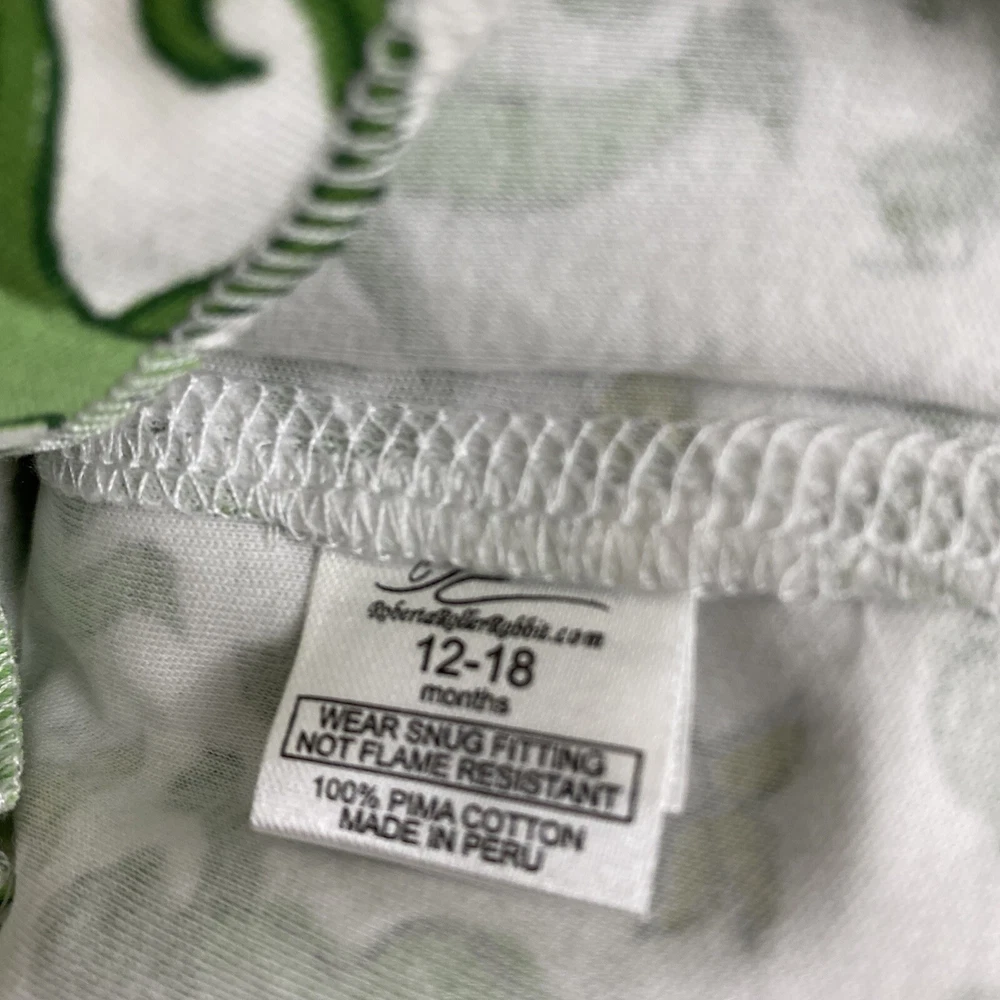 RobertaRollerRabbit.com
12-18
months
WEAR SNUG FITTING
NOT FLAME RESISTANT
100% PIMA COTTON
MADE IN PERU